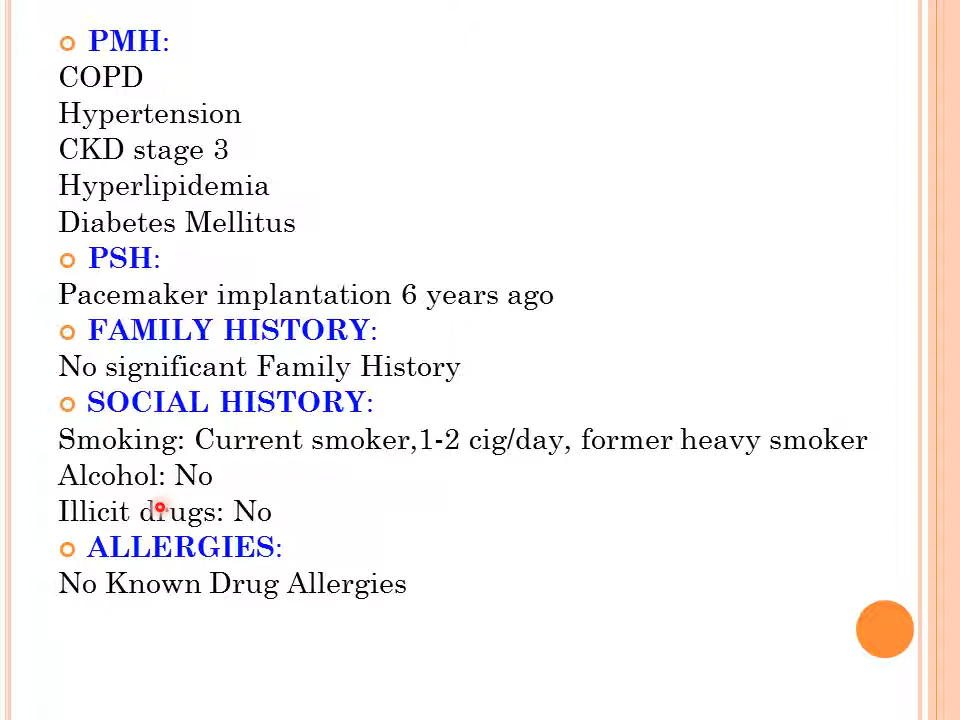 PMH:
COPD
Hypertension
CKD stage 3
Hyperlipidemia
Diabetes Mellitus
PSH:
Pacemaker implantation 6 years ago
FAMILY HISTORY:
No significant Family History
SOCIAL HISTORY:
Smoking: Current smoker,1-2 cig/day, former heavy smoker
Alcohol: No
Illicit drugs: No
ALLERGIES:
No Known Drug Allergies